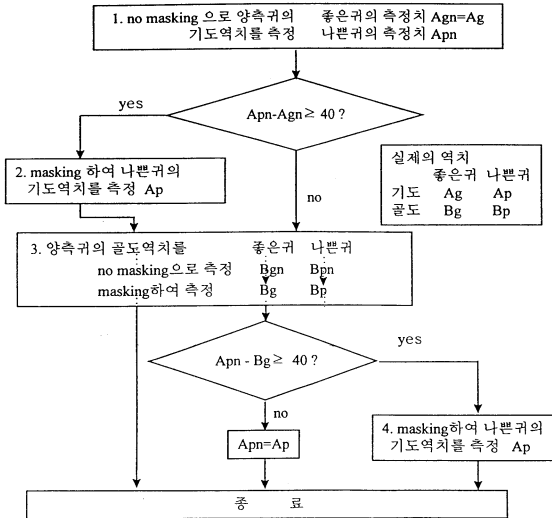 1. no masking 으로 양측귀의 좋은귀의 측정치 Agn=Ag
기도역치를 측정 나쁜귀의 측정치 Apn
yes
Apn-Agn≥ 40 ?
2. masking 하여 나쁜귀의
기도역치를 측정 Ap
no
실제의 역치
좋은귀 나쁜귀
기도 Ag Ap
골도 Bg Bp
3. 양측귀의 골도역치를 좋은귀 나쁜귀
no masking으로 측정 Bgn Bpn
masking하여 측정 Bg Bp
yes
Apn - Bg≥ 40 ?
no
Apn=Ap
4. masking하여 나쁜귀의
기도역치를 측정 Ap
종 료